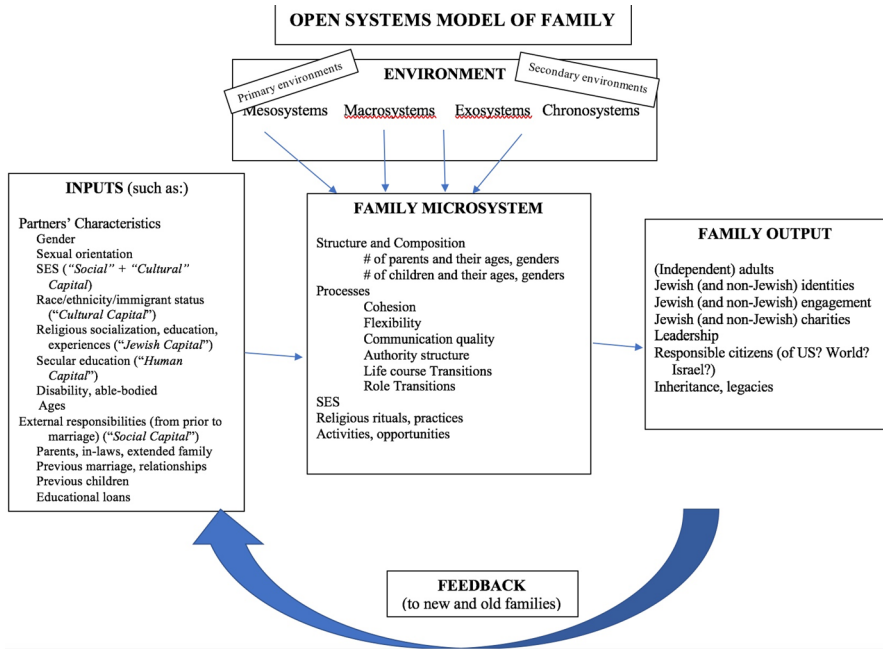 OPEN SYSTEMS MODEL OF FAMILY
Primary environments
ENVIRONMENT
Secondary environments
Mesosystems Macrosystems Exosystems Chronosystems
INPUTS (such as:)
Partners’ Characteristics
Gender
Sexual orientation
SES (“Social” + “Cultural”
Capital)
Race/ethnicity/immigrant status
(“Cultural Capital”)
Religious socialization, education,
experiences (“Jewish Capital”)
Secular education (“Human
Capital”)
Disability, able-bodied
Ages
External responsibilities (from prior to
marriage) (“Social Capital”)
Parents, in-laws, extended family
Previous marriage, relationships
Previous children
Educational loans
FAMILY MICROSYSTEM
Structure and Composition
# of parents and their ages, genders
# of children and their ages, genders
Processes
Cohesion
Flexibility
Communication quality
Authority structure
Life course Transitions
Role Transitions
SES
Religious rituals, practices
Activities, opportunities
FAMILY OUTPUT
(Independent) adults
Jewish (and non-Jewish) identities
Jewish (and non-Jewish) engagement
Jewish (and non-Jewish) charities
Leadership
Responsible citizens (of US? World?
Israel?)
Inheritance, legacies
FEEDBACK
(to new and old families)